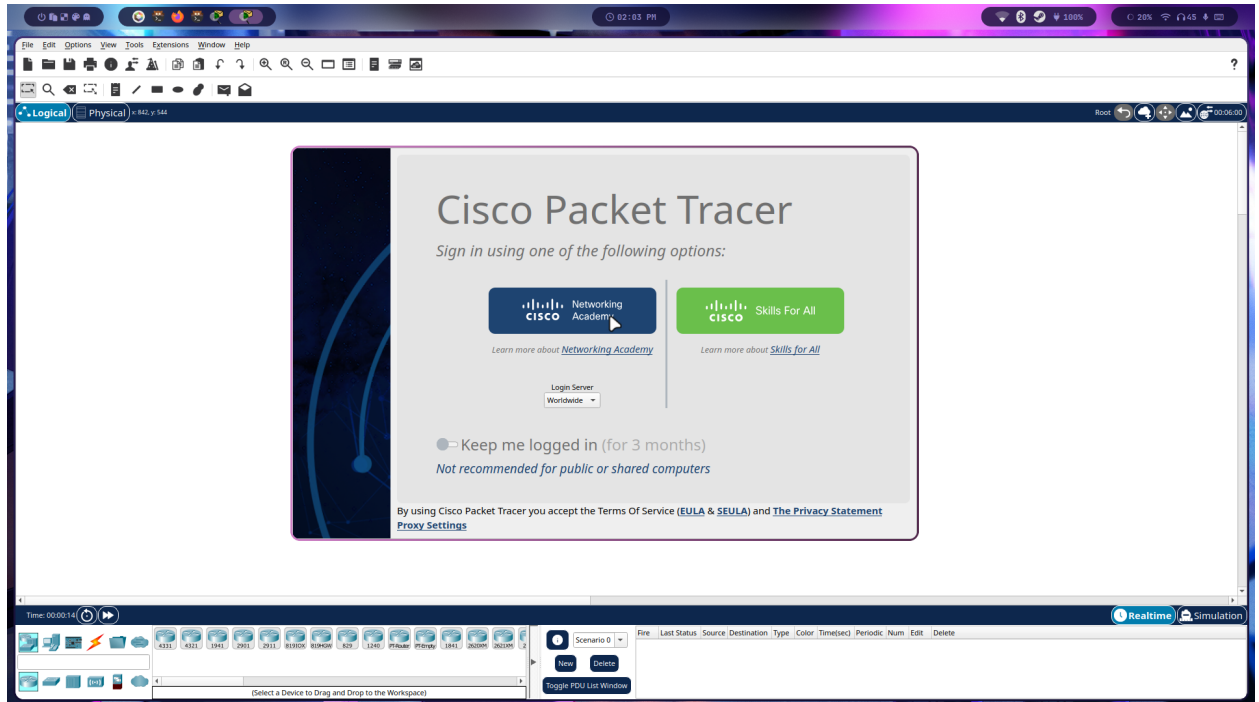 02:03 PM
100%
20%
45
File Edit Options View Tools Extensions Window Help
?
Logical Physical x: 842, y: 544
Root 00:06:00
Cisco Packet Tracer
Sign in using one of the following options:
CISCO Networking Academy
CISCO Skills For All
Learn more about Networking Academy
Learn more about Skills for All
Login Server
Worldwide
Keep me logged in (for 3 months)
Not recommended for public or shared computers
By using Cisco Packet Tracer you accept the Terms Of Service (EULA & SEULA) and The Privacy Statement
Proxy Settings
Time: 00:00:14
Realtime Simulation
4331 4321 1941 2901 2911 819IOX 819HGW 829 1240 PT-Router PT-Empty 1841 2620XM 2621XM 2
(Select a Device to Drag and Drop to the Workspace)
Scenario 0
New Delete
Toggle PDU List Window
Fire Last Status Source Destination Type Color Time(sec) Periodic Num Edit Delete